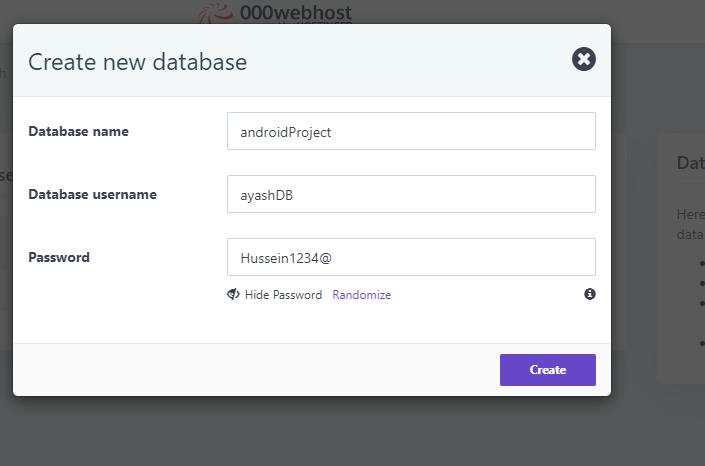 000webhost
Create new database
Database name
androidProject
Database username
ayashDB
Password
Hussein1234@
Hide Password Randomize
Create
Dat
Here
data